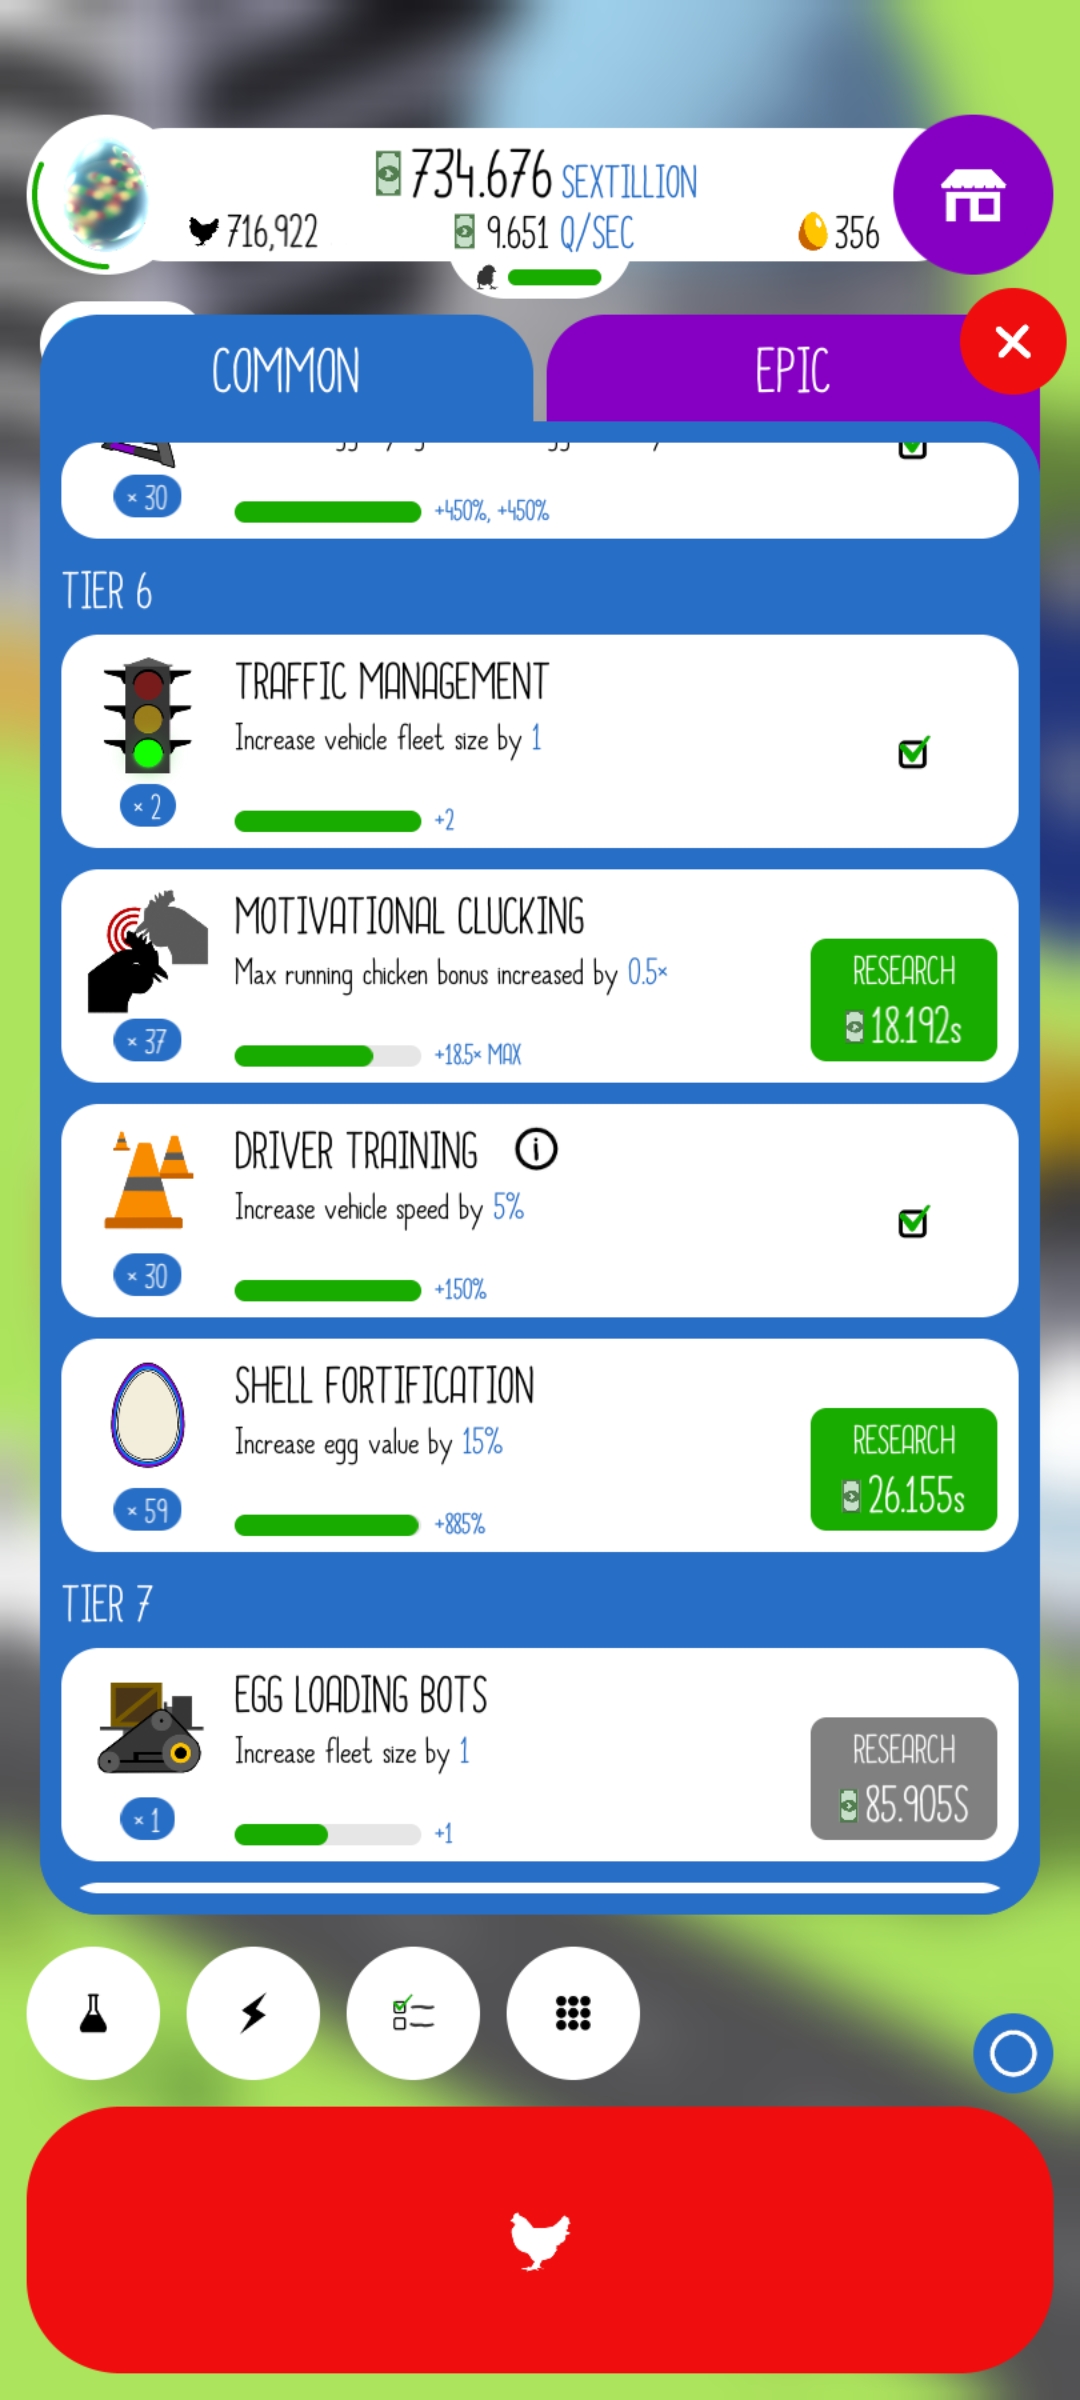 734.676 SEXTILLION
716,922
9.651 Q/SEC
356
COMMON
EPIC
× 30
+450%, +450%
TIER 6
TRAFFIC MANAGEMENT
Increase vehicle fleet size by 1
× 2
+2
MOTIVATIONAL CLUCKING
Max running chicken bonus increased by 0.5×
RESEARCH
18.192s
× 37
+18.5× MAX
DRIVER TRAINING
Increase vehicle speed by 5%
× 30
+150%
SHELL FORTIFICATION
Increase egg value by 15%
RESEARCH
26.155s
× 59
+885%
TIER 7
EGG LOADING BOTS
Increase fleet size by 1
RESEARCH
85.905S
× 1
+1